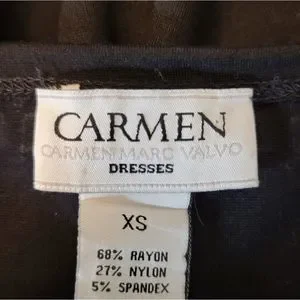 CARMEN
CARMEN MARC VALVO
DRESSES
XS
68% RAYON
27% NYLON
5% SPANDEX